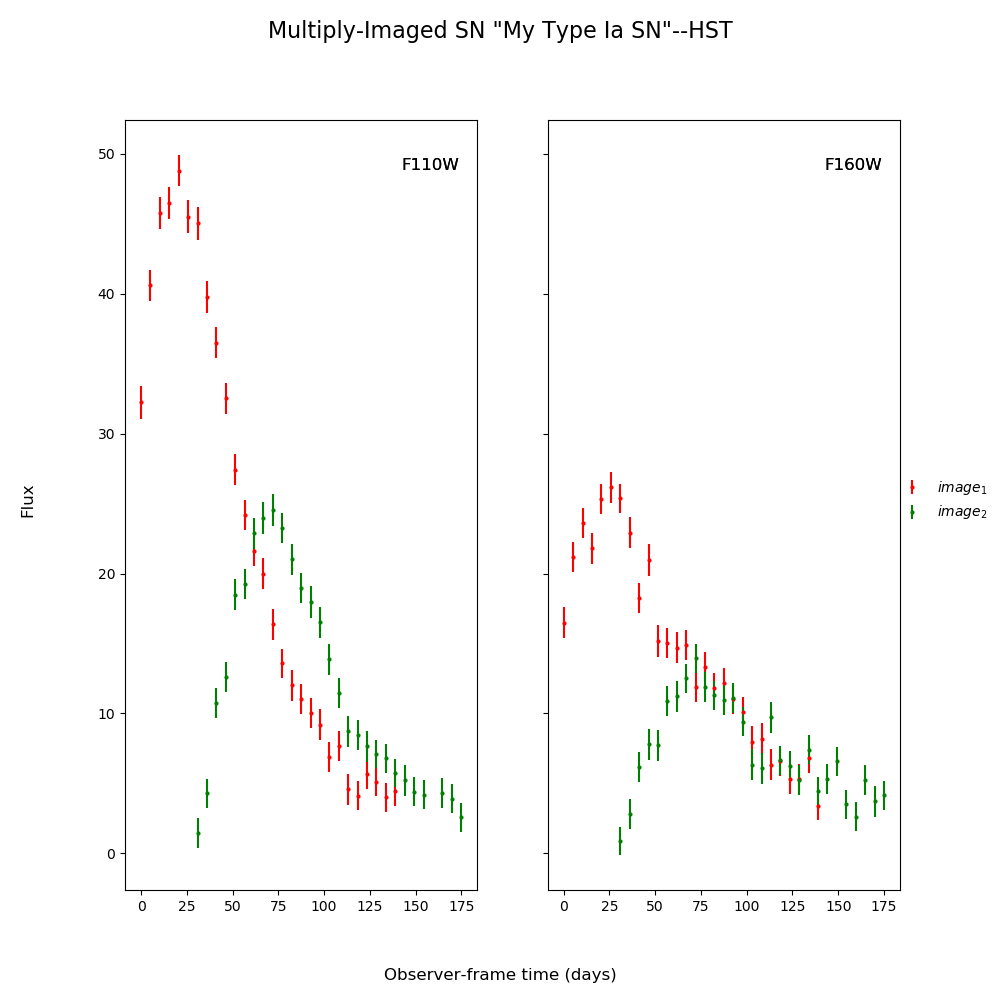 Multiply-Imaged SN "My Type Ia SN"--HST
F110W
F160W
50
40
30
20
10
0
Flux
0 25 50 75 100 125 150 175
0 25 50 75 100 125 150 175
image₁
image₂
Observer-frame time (days)